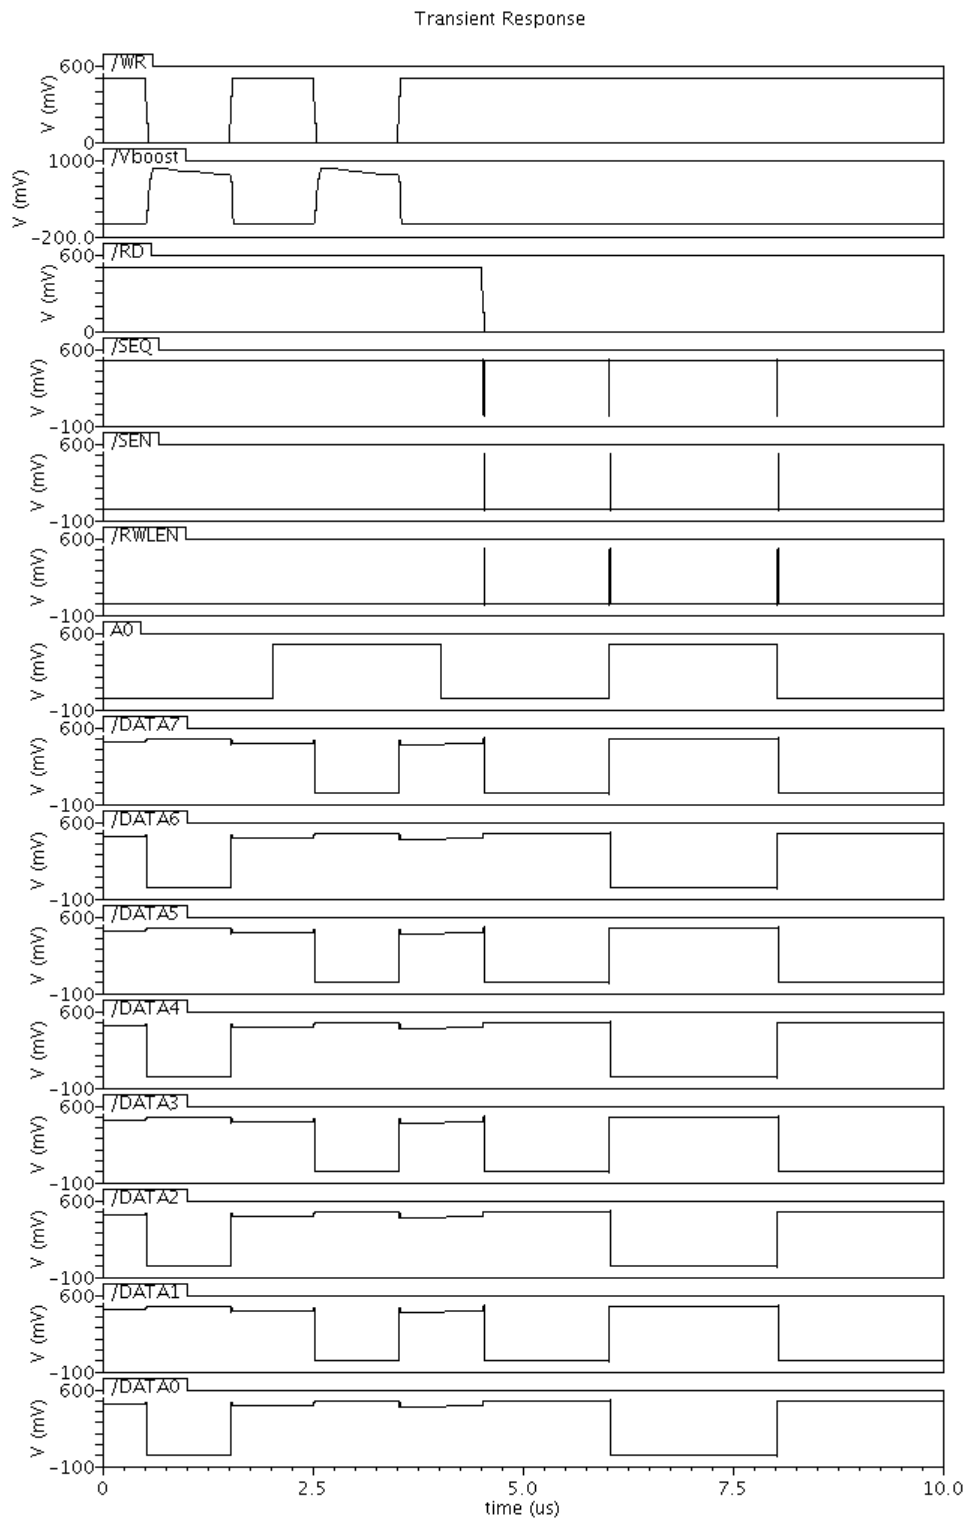 Transient Response
/WR
600
V (mV)
0
/Vboost
1000
V (mV)
-200.0
/RD
600
V (mV)
0
/SEQ
600
V (mV)
-100
/SEN
600
V (mV)
-100
/RWLEN
600
V (mV)
-100
A0
600
V (mV)
-100
/DATA7
600
V (mV)
-100
/DATA6
600
V (mV)
-100
/DATA5
600
V (mV)
-100
/DATA4
600
V (mV)
-100
/DATA3
600
V (mV)
-100
/DATA2
600
V (mV)
-100
/DATA1
600
V (mV)
-100
/DATA0
600
V (mV)
-100
0 2.5 5.0 7.5 10.0
time (us)